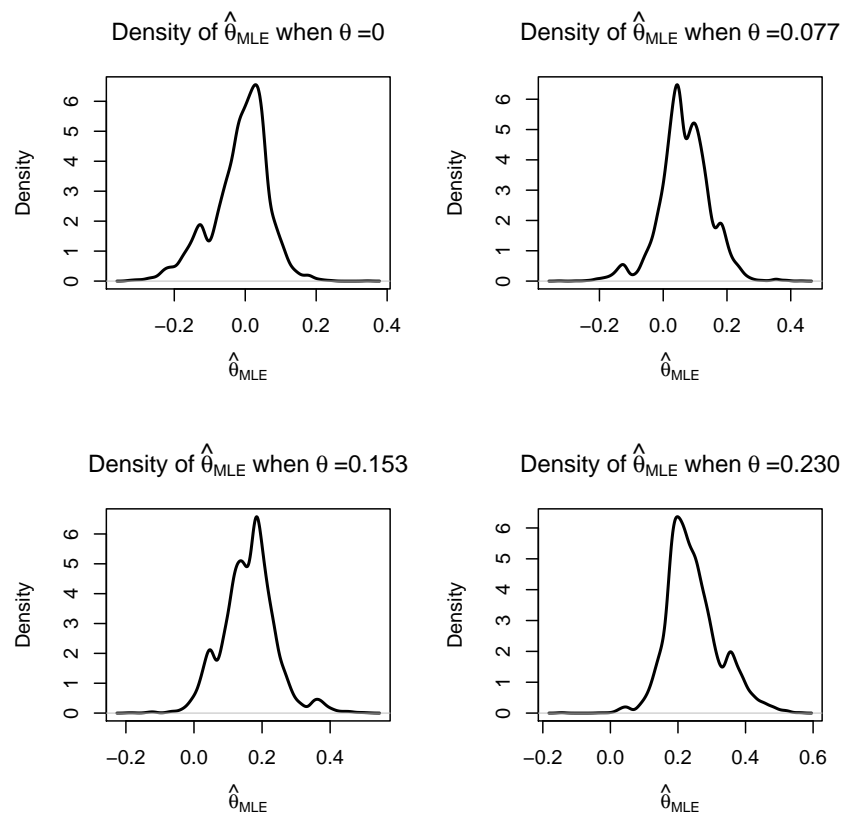 Density of θ̂MLE when θ =0
Density
0 1 2 3 4 5 6
−0.2 0.0 0.2 0.4
θ̂MLE
Density of θ̂MLE when θ =0.077
Density
0 1 2 3 4 5 6
−0.2 0.0 0.2 0.4
θ̂MLE
Density of θ̂MLE when θ =0.153
Density
0 1 2 3 4 5 6
−0.2 0.0 0.2 0.4
θ̂MLE
Density of θ̂MLE when θ =0.230
Density
0 1 2 3 4 5 6
−0.2 0.0 0.2 0.4 0.6
θ̂MLE